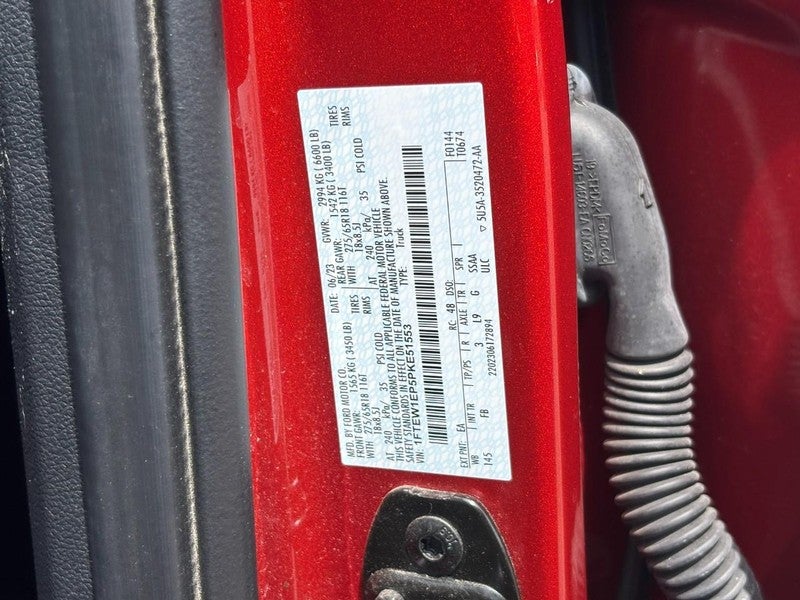 MFD. BY FORD MOTOR CO. DATE: 06/23 GVWR: 2994 KG ( 6600 LB)
FRONT GAWR: 1565 KG ( 3450 LB) REAR GAWR: 1542 KG ( 3400 LB)
WITH 275/65R18 116T TIRES WITH 275/65R18 116T TIRES
18x8.5J RIMS 18x8.5J RIMS
AT 240 kPa/ 35 PSI COLD AT 240 kPa/ 35 PSI COLD
THIS VEHICLE CONFORMS TO ALL APPLICABLE FEDERAL MOTOR VEHICLE
SAFETY STANDARDS IN EFFECT ON THE DATE OF MANUFACTURE SHOWN ABOVE.
VIN: 1FTEW1EP5PKE51553 TYPE: Truck
EXT PNT: EA RC: 48 DSO: F0144
WB INT TR TP/PS R AXLE TR SPR T0674
145 FB 3 L9 G SSAA
2202306172894 ULC ▽ 5U5A-3520472-AA